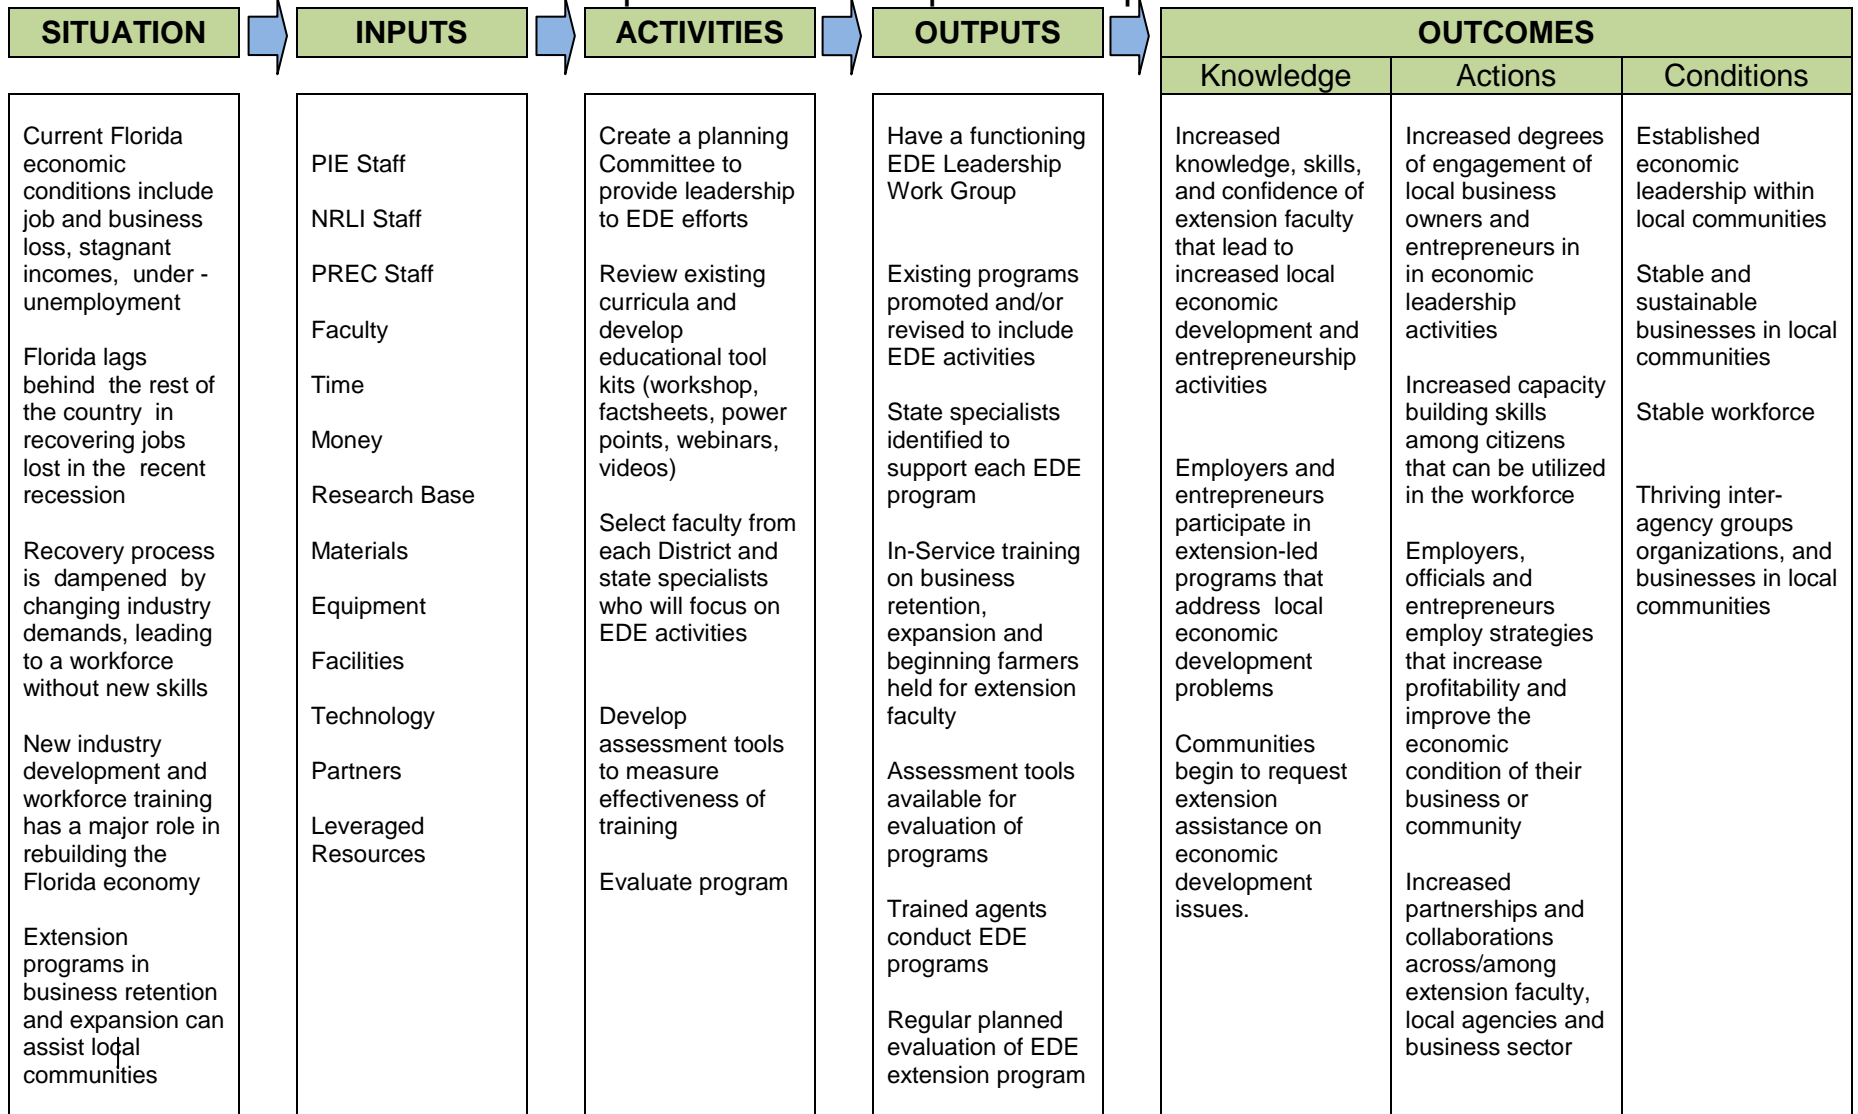 SITUATION
INPUTS
ACTIVITIES
OUTPUTS
OUTCOMES
Knowledge
Actions
Conditions
Current Florida
economic
conditions include
job and business
loss, stagnant
incomes, under -
unemployment
Florida lags
behind the rest of
the country in
recovering jobs
lost in the recent
recession
Recovery process
is dampened by
changing industry
demands, leading
to a workforce
without new skills
New industry
development and
workforce training
has a major role in
rebuilding the
Florida economy
Extension
programs in
business retention
and expansion can
assist local
communities
PIE Staff
NRLI Staff
PREC Staff
Faculty
Time
Money
Research Base
Materials
Equipment
Facilities
Technology
Partners
Leveraged
Resources
Create a planning
Committee to
provide leadership
to EDE efforts
Review existing
curricula and
develop
educational tool
kits (workshop,
factsheets, power
points, webinars,
videos)
Select faculty from
each District and
state specialists
who will focus on
EDE activities
Develop
assessment tools
to measure
effectiveness of
training
Evaluate program
Have a functioning
EDE Leadership
Work Group
Existing programs
promoted and/or
revised to include
EDE activities
State specialists
identified to
support each EDE
program
In-Service training
on business
retention,
expansion and
beginning farmers
held for extension
faculty
Assessment tools
available for
evaluation of
programs
Trained agents
conduct EDE
programs
Regular planned
evaluation of EDE
extension program
Increased
knowledge, skills,
and confidence of
extension faculty
that lead to
increased local
economic
development and
entrepreneurship
activities
Employers and
entrepreneurs
participate in
extension-led
programs that
address local
economic
development
problems
Communities
begin to request
extension
assistance on
economic
development
issues.
Increased degrees
of engagement of
local business
owners and
entrepreneurs in
in economic
leadership
activities
Increased capacity
building skills
among citizens
that can be utilized
in the workforce
Employers,
officials and
entrepreneurs
employ strategies
that increase
profitability and
improve the
economic
condition of their
business or
community
Increased
partnerships and
collaborations
across/among
extension faculty,
local agencies and
business sector
Established
economic
leadership within
local communities
Stable and
sustainable
businesses in local
communities
Stable workforce
Thriving inter-
agency groups
organizations, and
businesses in local
communities